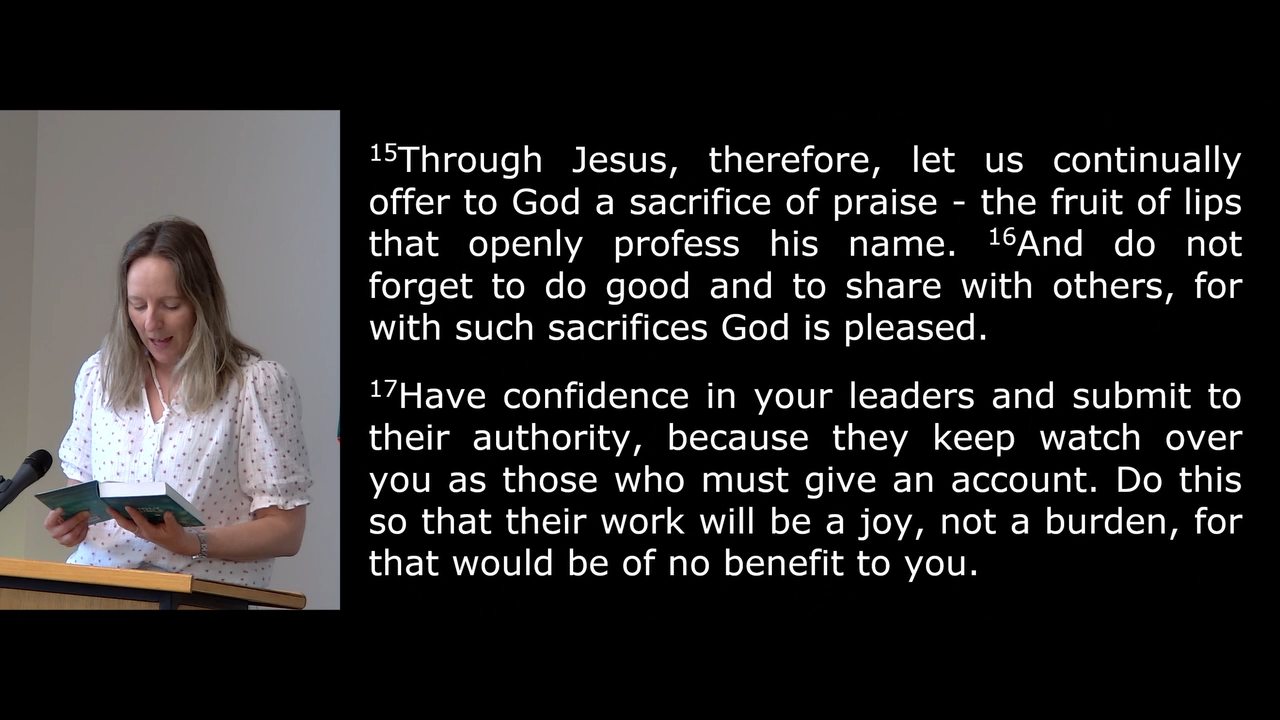 15Through Jesus, therefore, let us continually
offer to God a sacrifice of praise - the fruit of lips
that openly profess his name. 16And do not
forget to do good and to share with others, for
with such sacrifices God is pleased.
17Have confidence in your leaders and submit to
their authority, because they keep watch over
you as those who must give an account. Do this
so that their work will be a joy, not a burden, for
that would be of no benefit to you.